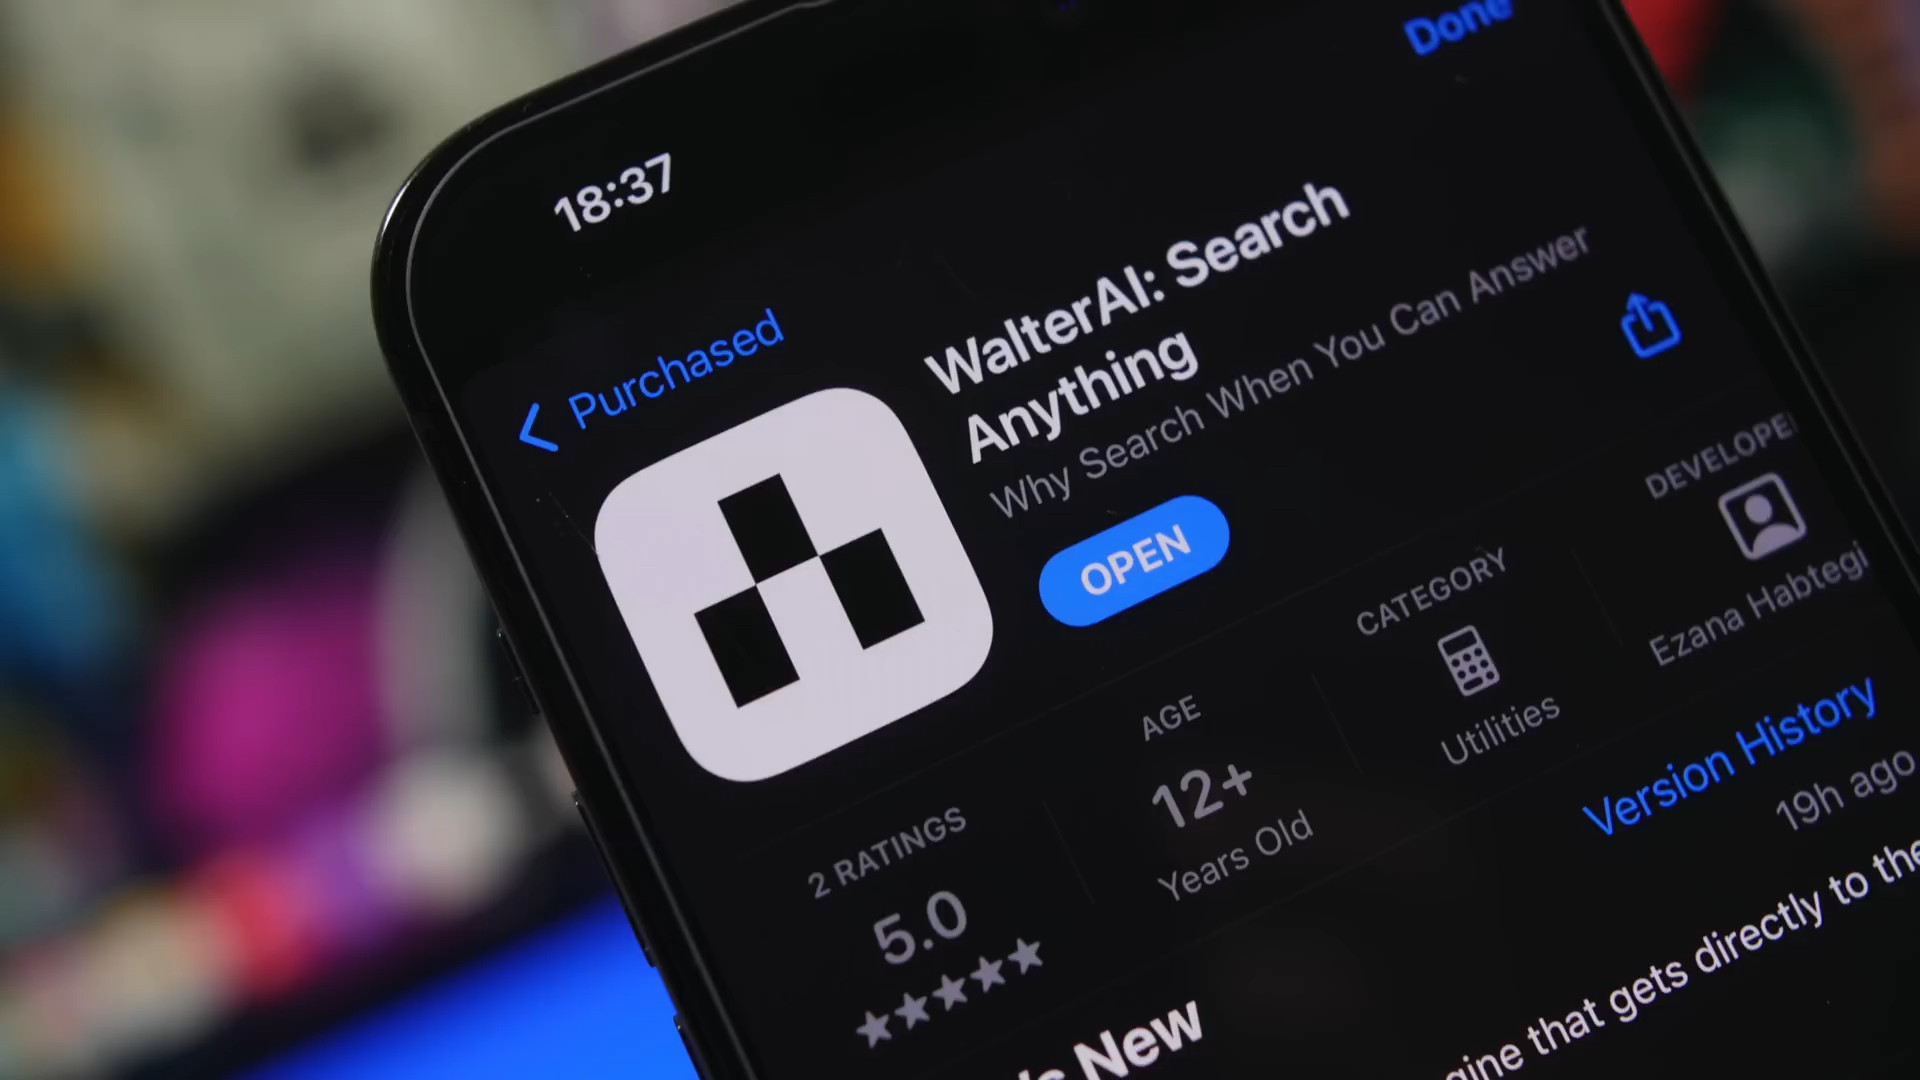 Done
18:37
Purchased
WalterAI: Search
Anything
Why Search When You Can Answer
OPEN
2 RATINGS
5.0
AGE
12+
Years Old
CATEGORY
Utilities
DEVELOPE
Ezana Habtegi
's New
Version History
19h ago
gine that gets directly to the